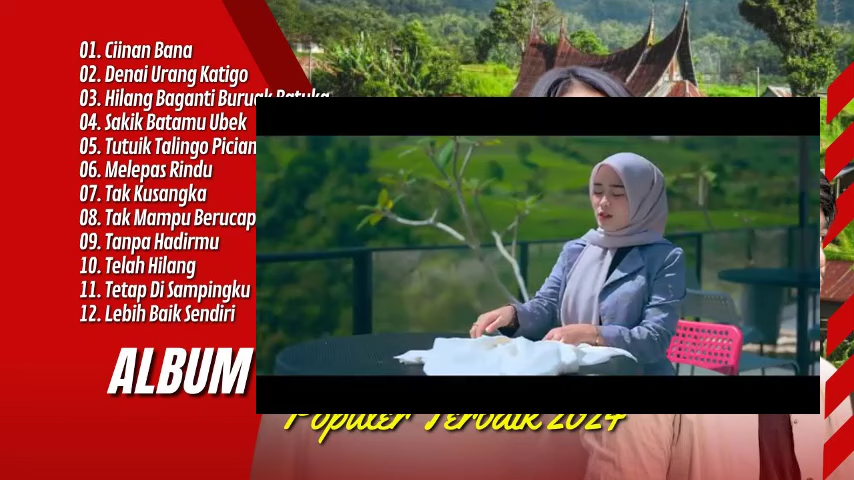 01. Ciinan Bana
02. Denai Urang Katigo
03. Hilang Baganti Buruak Batuka
04. Sakik Batamu Ubek
05. Tutuik Talingo Pician
06. Melepas Rindu
07. Tak Kusangka
08. Tak Mampu Berucap
09. Tanpa Hadirmu
10. Telah Hilang
11. Tetap Di Sampingku
12. Lebih Baik Sendiri
ALBUM
Populer Terbaik 2024